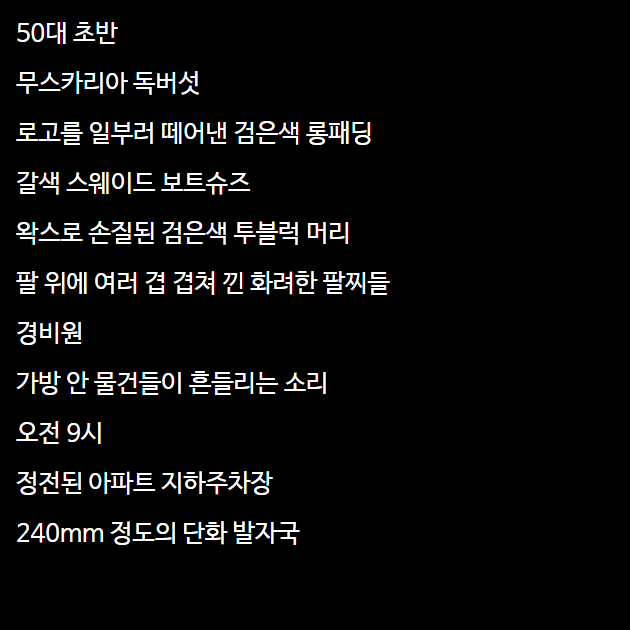 50대 초반
무스카리아 독버섯
로고를 일부러 떼어낸 검은색 롱패딩
갈색 스웨이드 보트슈즈
왁스로 손질된 검은색 투블럭 머리
팔 위에 여러 겹 겹쳐 낀 화려한 팔찌들
경비원
가방 안 물건들이 흔들리는 소리
오전 9시
정전된 아파트 지하주차장
240mm 정도의 단화 발자국